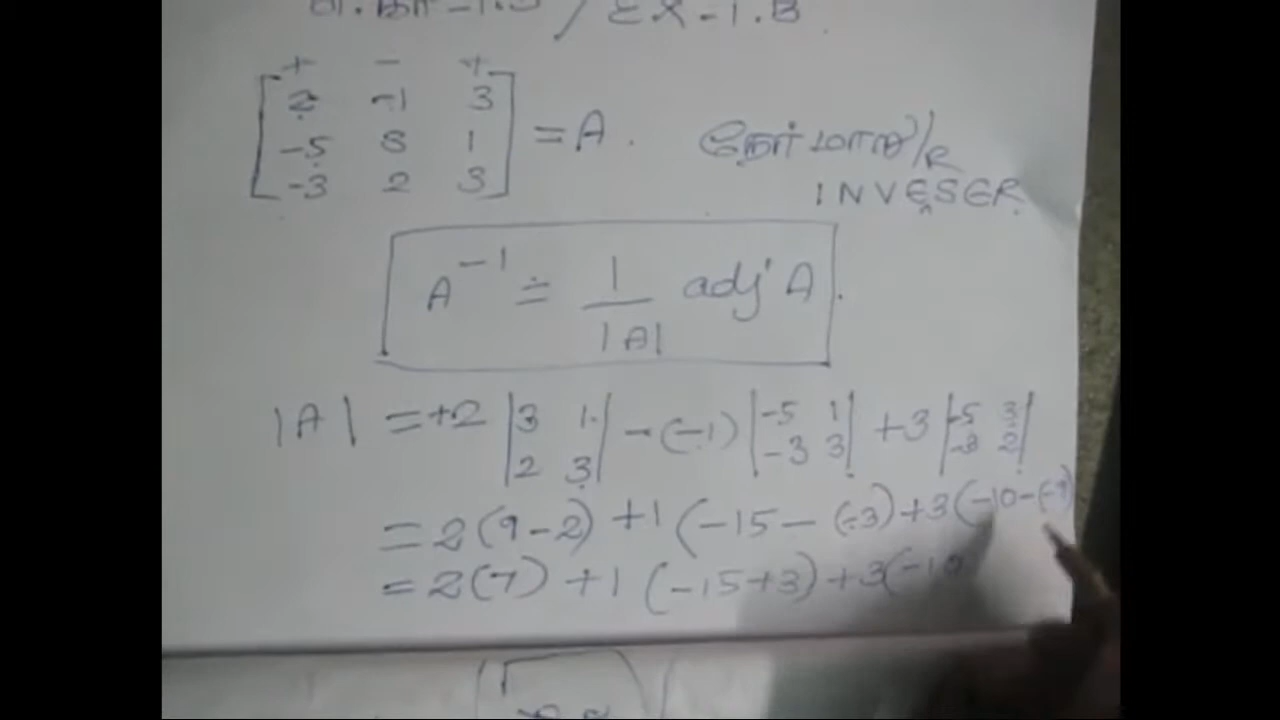 / EX-1.B
+ - +
2 -1 3
-5 3 1 = A.
-3 2 3
நேர்மாறு/R
INVESER
A^-1 = 1/|A| adj A.
|A| = +2 |3 1; 2 3| - (-1) |-5 1; -3 3| + 3 |-5 3; -3 2|
= 2(9-2) +1 (-15 - (-3) +3 (-10-(-9)
= 2(7) +1 (-15+3) + 3(-10